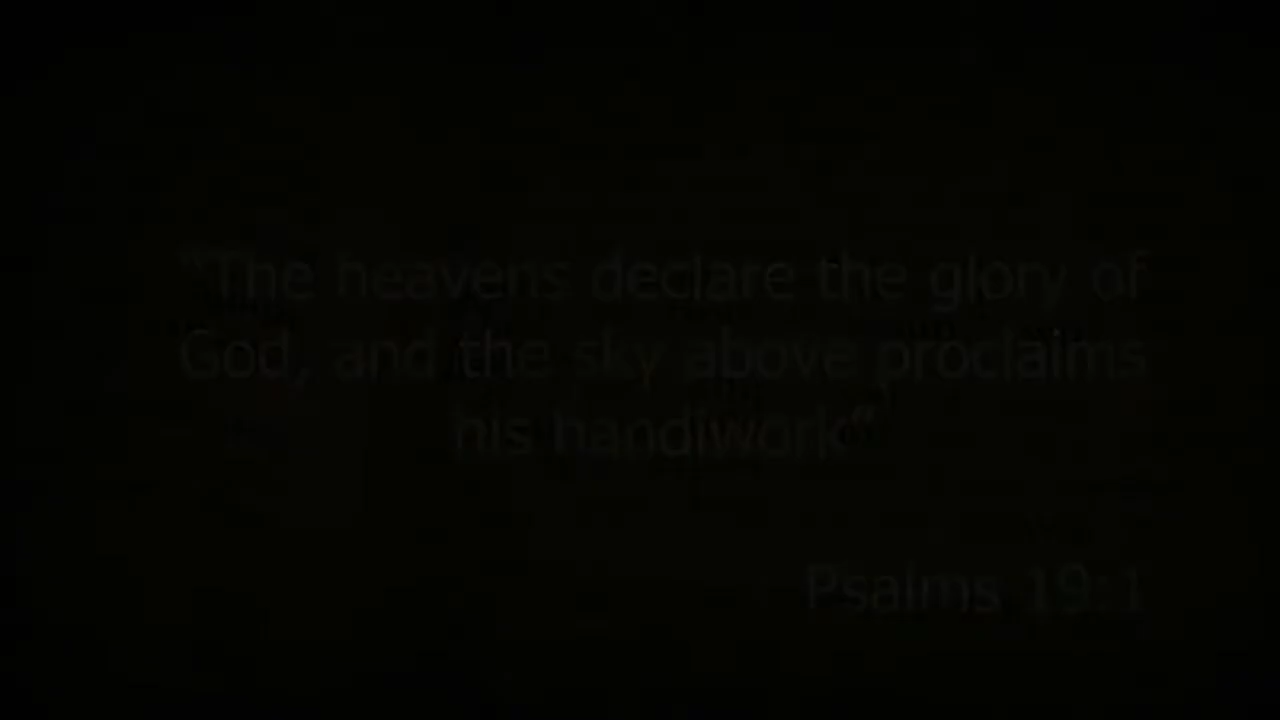 “The heavens declare the glory of
God, and the sky above proclaims
his handiwork“
Psalms 19:1